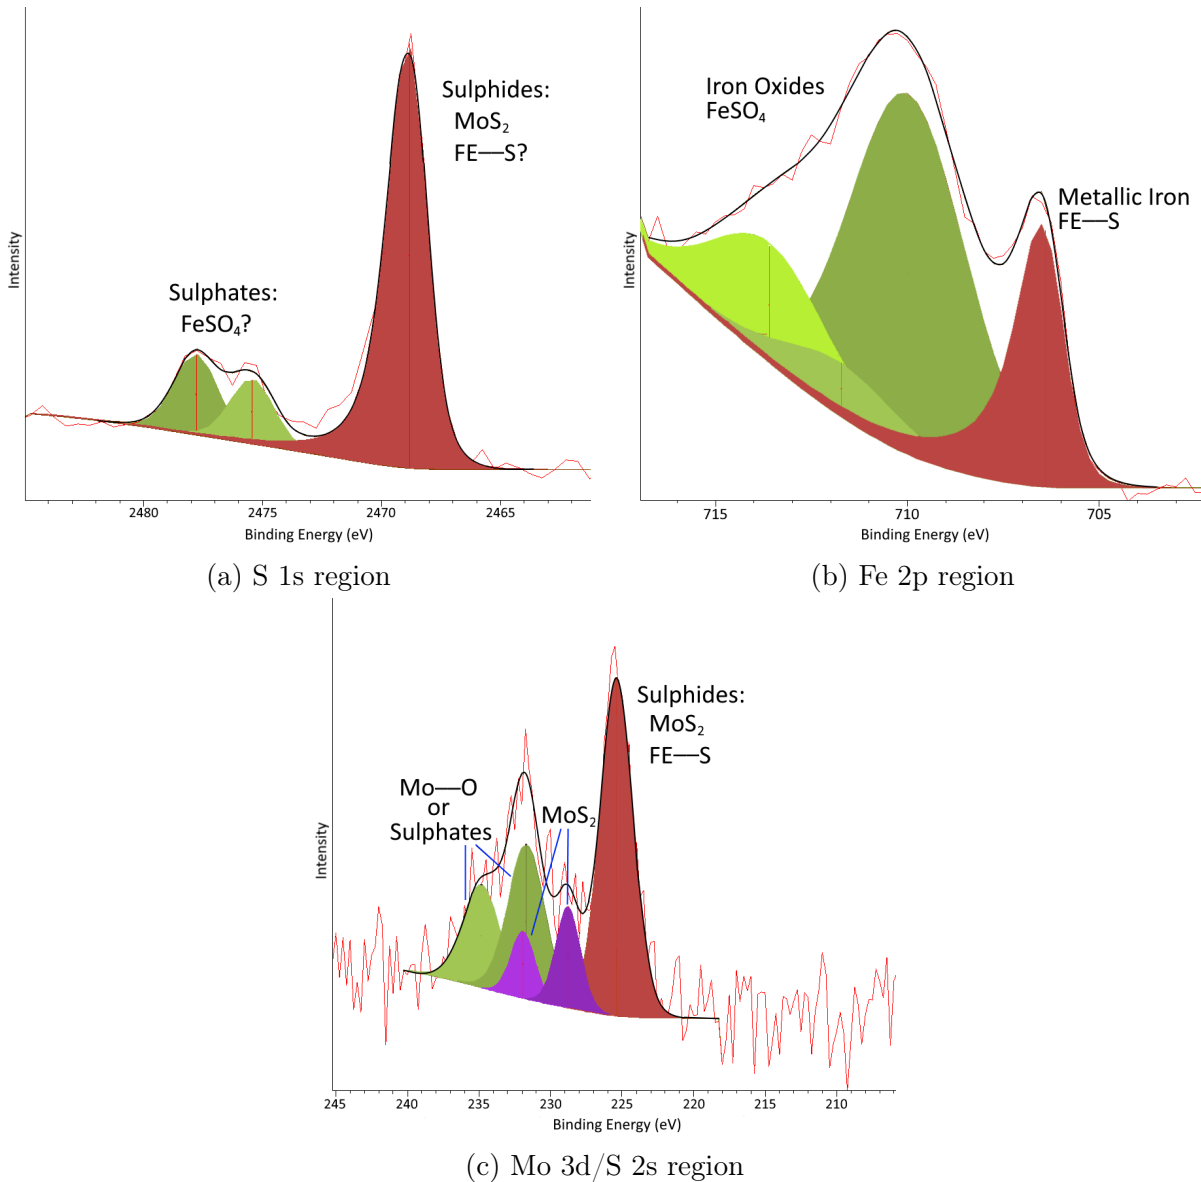 Sulphides:
MoS₂
FE—S?
Sulphates:
FeSO₄?
Intensity
2480
2475
2470
2465
Binding Energy (eV)
(a) S 1s region
Iron Oxides
FeSO₄
Metallic Iron
FE—S
Intensity
715
710
705
Binding Energy (eV)
(b) Fe 2p region
Sulphides:
MoS₂
FE—S
Mo—O
or
Sulphates
MoS₂
Intensity
245
240
235
230
225
220
215
210
Binding Energy (eV)
(c) Mo 3d/S 2s region